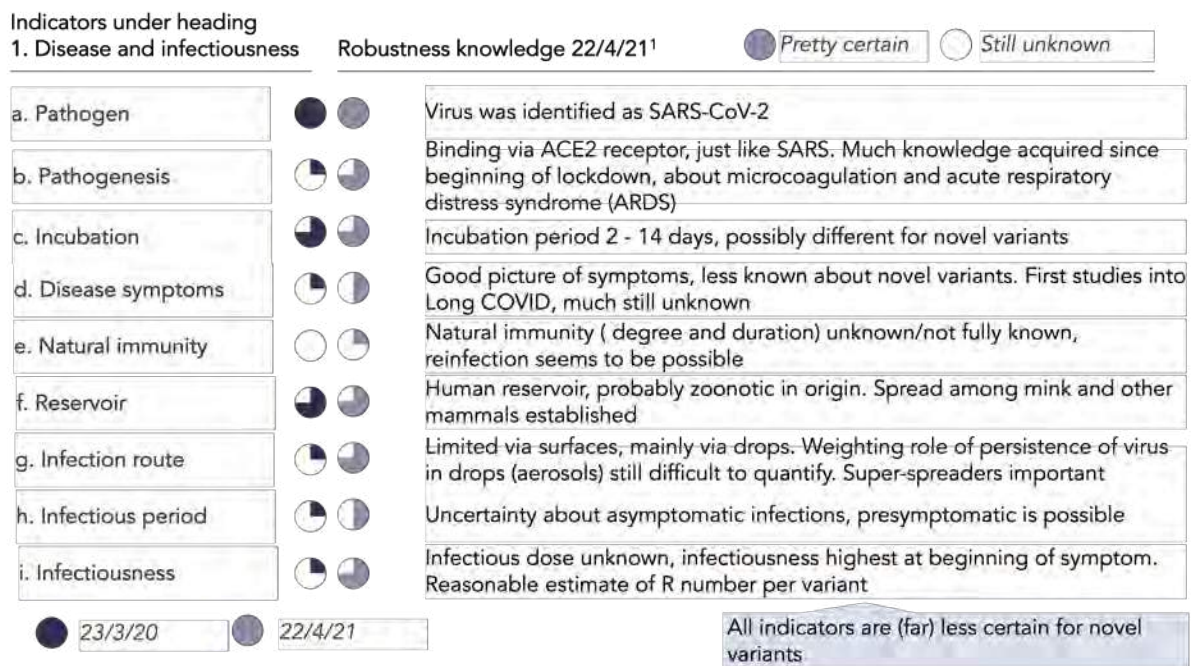 Indicators under heading
1. Disease and infectiousness
Robustness knowledge 22/4/21¹
Pretty certain
Still unknown
a. Pathogen
Virus was identified as SARS-CoV-2
b. Pathogenesis
Binding via ACE2 receptor, just like SARS. Much knowledge acquired since
beginning of lockdown, about microcoagulation and acute respiratory
distress syndrome (ARDS)
c. Incubation
Incubation period 2 - 14 days, possibly different for novel variants
d. Disease symptoms
Good picture of symptoms, less known about novel variants. First studies into
Long COVID, much still unknown
e. Natural immunity
Natural immunity ( degree and duration) unknown/not fully known,
reinfection seems to be possible
f. Reservoir
Human reservoir, probably zoonotic in origin. Spread among mink and other
mammals established
g. Infection route
Limited via surfaces, mainly via drops. Weighting role of persistence of virus
in drops (aerosols) still difficult to quantify. Super-spreaders important
h. Infectious period
Uncertainty about asymptomatic infections, presymptomatic is possible
i. Infectiousness
Infectious dose unknown, infectiousness highest at beginning of symptom.
Reasonable estimate of R number per variant
23/3/20
22/4/21
All indicators are (far) less certain for novel
variants